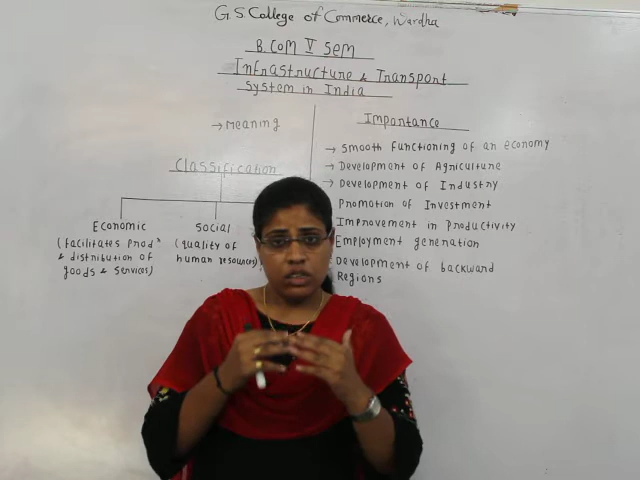 G.S. College of Commerce, Wardha
B.Com V Sem
Infrastructure & Transport
System in India
→ Meaning
Classification
Economic
(facilitates prodⁿ
& distribution of
goods & services)
Social
(quality of
human resources)
Importance
→ Smooth functioning of an economy
→ Development of Agriculture
→ Development of Industry
Promotion of Investment
Improvement in Productivity
Employment generation
Development of backward
Regions